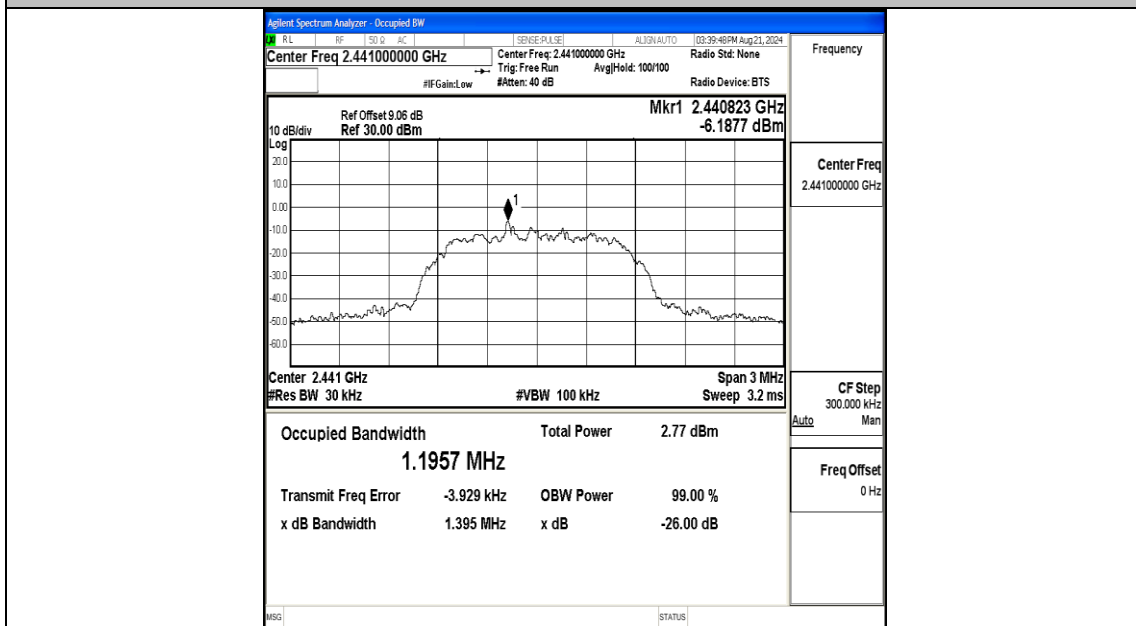 Agilent Spectrum Analyzer - Occupied BW
LXI RL RF 50 Ω AC SENSE:PULSE ALIGN AUTO 03:39:48 PM Aug 21, 2024
Center Freq 2.441000000 GHz
Center Freq: 2.441000000 GHz
Radio Std: None
Trig: Free Run Avg|Hold: 100/100
#IFGain:Low
#Atten: 40 dB
Radio Device: BTS
Ref Offset 9.06 dB
Mkr1 2.440823 GHz
10 dB/div Ref 30.00 dBm
-6.1877 dBm
Log
20.0
10.0
0.00
1
-10.0
-20.0
-30.0
-40.0
-50.0
-60.0
Center 2.441 GHz Span 3 MHz
#Res BW 30 kHz #VBW 100 kHz Sweep 3.2 ms
Occupied Bandwidth Total Power 2.77 dBm
1.1957 MHz
Transmit Freq Error -3.929 kHz OBW Power 99.00 %
x dB Bandwidth 1.395 MHz x dB -26.00 dB
MSG STATUS
Frequency
Center Freq
2.441000000 GHz
CF Step
300.000 kHz
Auto Man
Freq Offset
0 Hz